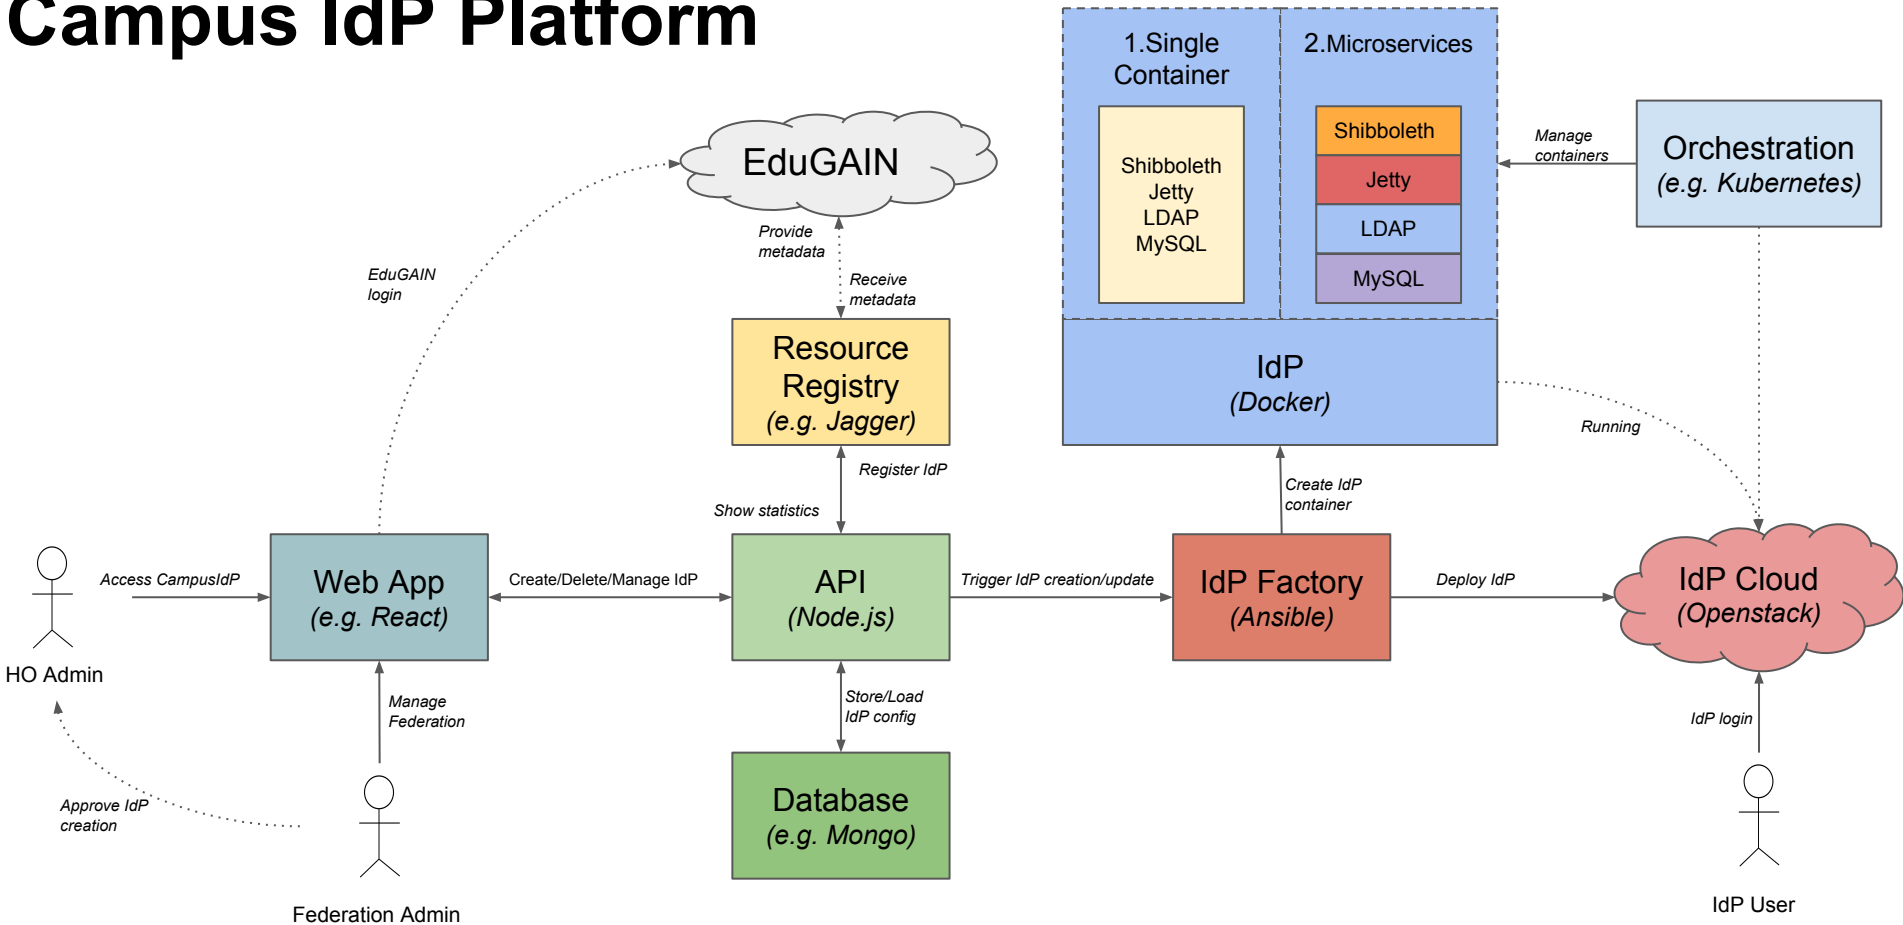 Campus IdP Platform
1.Single
Container
2.Microservices
Shibboleth
Jetty
LDAP
MySQL
Shibboleth
Jetty
LDAP
MySQL
Manage
containers
Orchestration
(e.g. Kubernetes)
EduGAIN
Provide
metadata
Receive
metadata
EduGAIN
login
Resource
Registry
(e.g. Jagger)
IdP
(Docker)
Running
Register IdP
Show statistics
Create IdP
container
Access CampusIdP
HO Admin
Web App
(e.g. React)
Create/Delete/Manage IdP
API
(Node.js)
Trigger IdP creation/update
IdP Factory
(Ansible)
Deploy IdP
IdP Cloud
(Openstack)
Manage
Federation
Store/Load
IdP config
IdP login
Approve IdP
creation
Database
(e.g. Mongo)
Federation Admin
IdP User